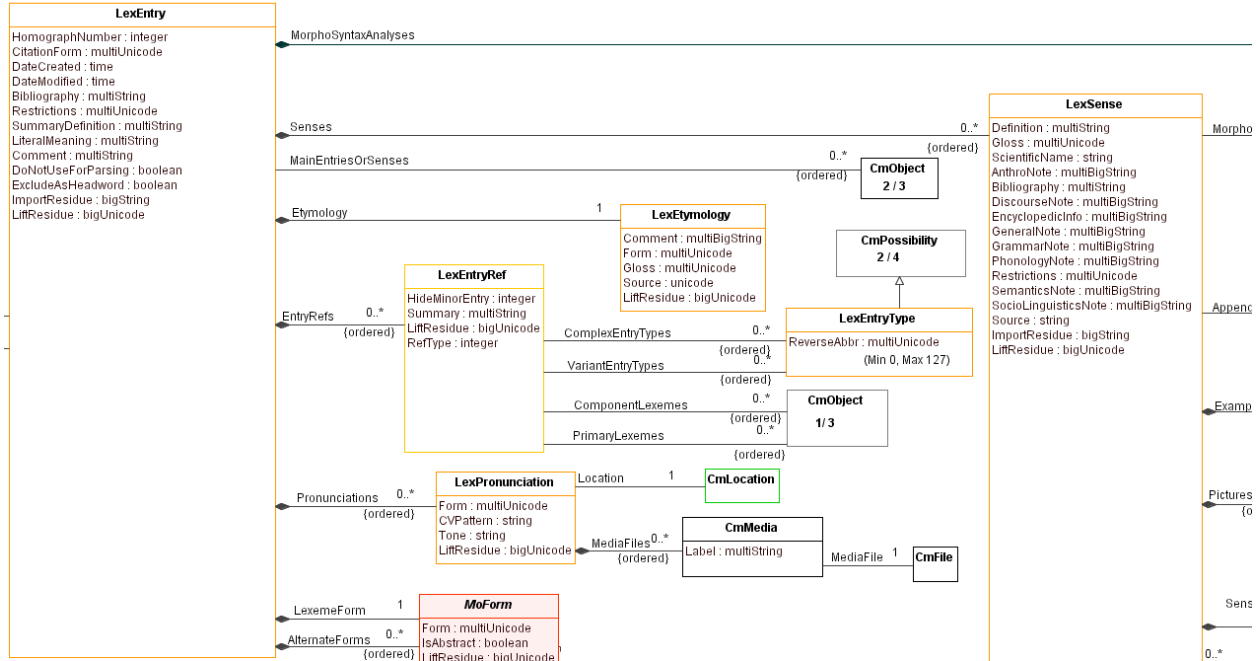 LexEntry
HomographNumber : integer
CitationForm : multiUnicode
DateCreated : time
DateModified : time
Bibliography : multiString
Restrictions : multiUnicode
SummaryDefinition : multiString
LiteralMeaning : multiString
Comment : multiString
DoNotUseForParsing : boolean
ExcludeAsHeadword : boolean
ImportResidue : bigString
LiftResidue : bigUnicode
MorphoSyntaxAnalyses
Senses
0..*
{ordered}
MainEntriesOrSenses
0..*
{ordered}
CmObject
2 / 3
Etymology
1
LexEtymology
Comment : multiBigString
Form : multiUnicode
Gloss : multiUnicode
Source : unicode
LiftResidue : bigUnicode
CmPossibility
2 / 4
EntryRefs
0..*
{ordered}
LexEntryRef
HideMinorEntry : integer
Summary : multiString
LiftResidue : bigUnicode
RefType : integer
ComplexEntryTypes
0..*
{ordered}
VariantEntryTypes
0..*
{ordered}
LexEntryType
ReverseAbbr : multiUnicode
(Min 0, Max 127)
ComponentLexemes
0..*
{ordered}
PrimaryLexemes
0..*
{ordered}
CmObject
1/ 3
Pronunciations
0..*
{ordered}
LexPronunciation
Form : multiUnicode
CVPattern : string
Tone : string
LiftResidue : bigUnicode
Location
1
CmLocation
MediaFiles
0..*
{ordered}
CmMedia
Label : multiString
MediaFile
1
CmFile
LexemeForm
1
AlternateForms
0..*
{ordered}
MoForm
Form : multiUnicode
IsAbstract : boolean
LiftResidue : bigUnicode
LexSense
Definition : multiString
Gloss : multiUnicode
ScientificName : string
AnthroNote : multiBigString
Bibliography : multiString
DiscourseNote : multiBigString
EncyclopedicInfo : multiBigString
GeneralNote : multiBigString
GrammarNote : multiBigString
PhonologyNote : multiBigString
Restrictions : multiUnicode
SemanticsNote : multiBigString
SocioLinguisticsNote : multiBigString
Source : string
ImportResidue : bigString
LiftResidue : bigUnicode
Morpho
Append
Examp
Pictures
{o
Sens
0..*